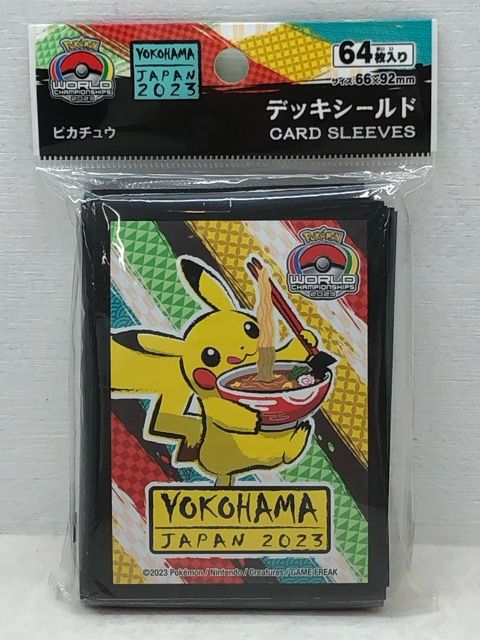 Pokémon
WORLD
CHAMPIONSHIPS
2023
YOKOHAMA
JAPAN
2023
ピカチュウ
64枚入り
サイズ:66×92mm
デッキシールド
CARD SLEEVES
Pokémon
WORLD
CHAMPIONSHIPS
2023
YOKOHAMA
JAPAN 2023
©2023 Pokémon / Nintendo / Creatures / GAME FREAK